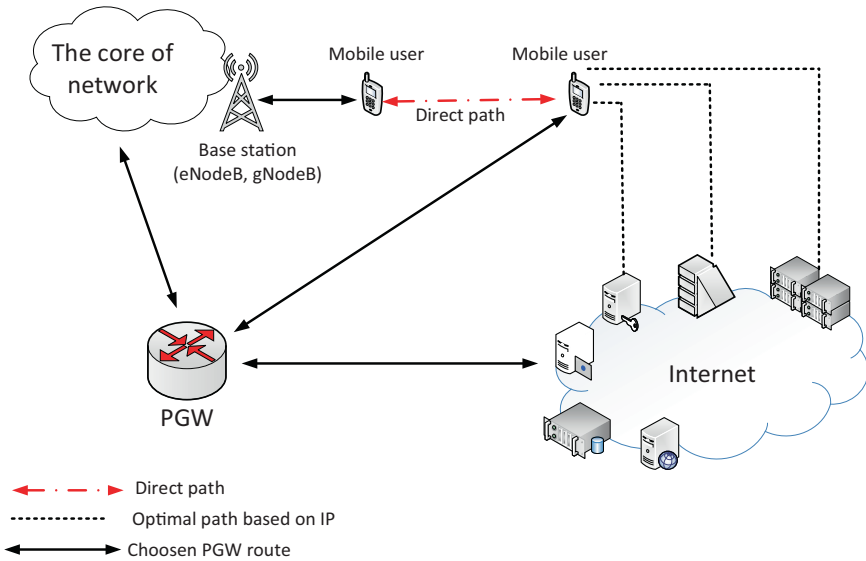 The core of
network
Mobile user
Mobile user
Direct path
Base station
(eNodeB, gNodeB)
Internet
PGW
Direct path
Optimal path based on IP
Choosen PGW route